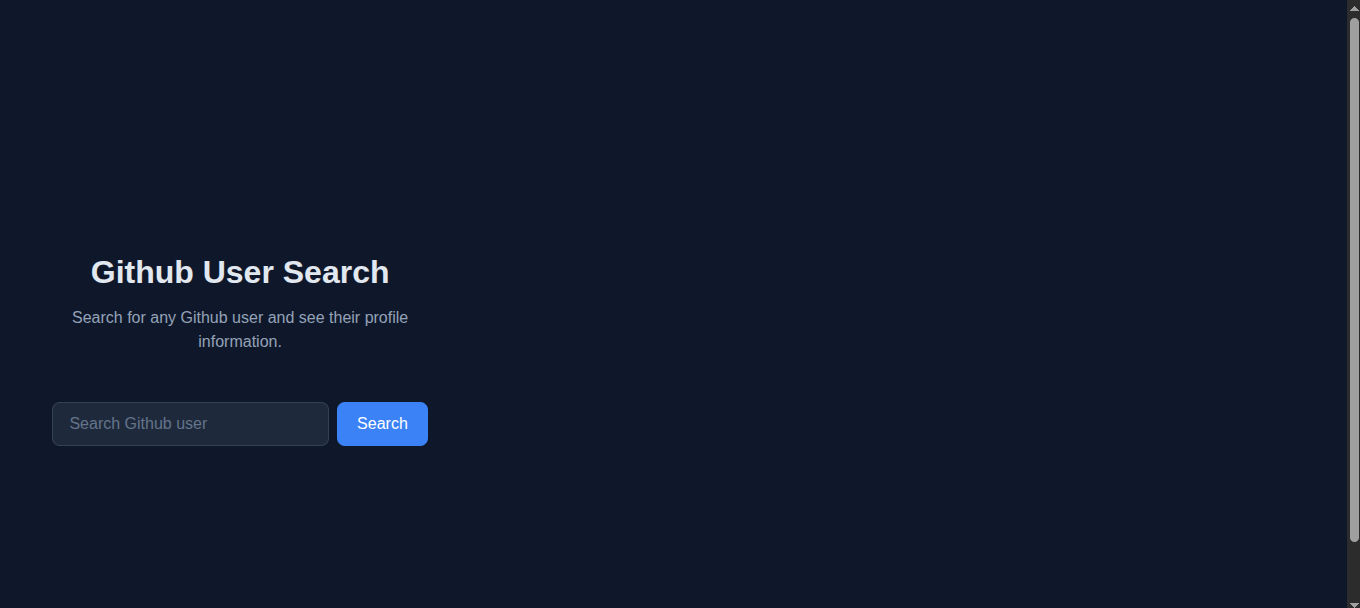 Github User Search
Search for any Github user and see their profile
information.
Search Github user
Search